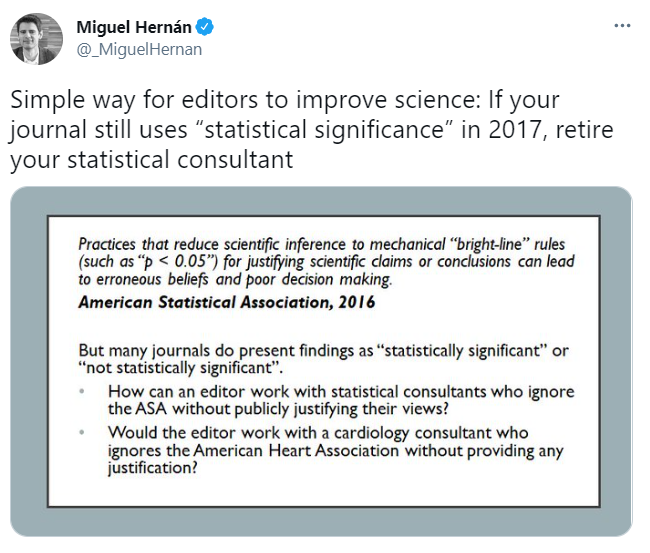 Miguel Hernán
@_MiguelHernan
Simple way for editors to improve science: If your
journal still uses “statistical significance” in 2017, retire
your statistical consultant
Practices that reduce scientific inference to mechanical “bright-line” rules
(such as “p < 0.05”) for justifying scientific claims or conclusions can lead
to erroneous beliefs and poor decision making.
American Statistical Association, 2016
But many journals do present findings as “statistically significant” or
“not statistically significant”.
• How can an editor work with statistical consultants who ignore
the ASA without publicly justifying their views?
• Would the editor work with a cardiology consultant who
ignores the American Heart Association without providing any
justification?